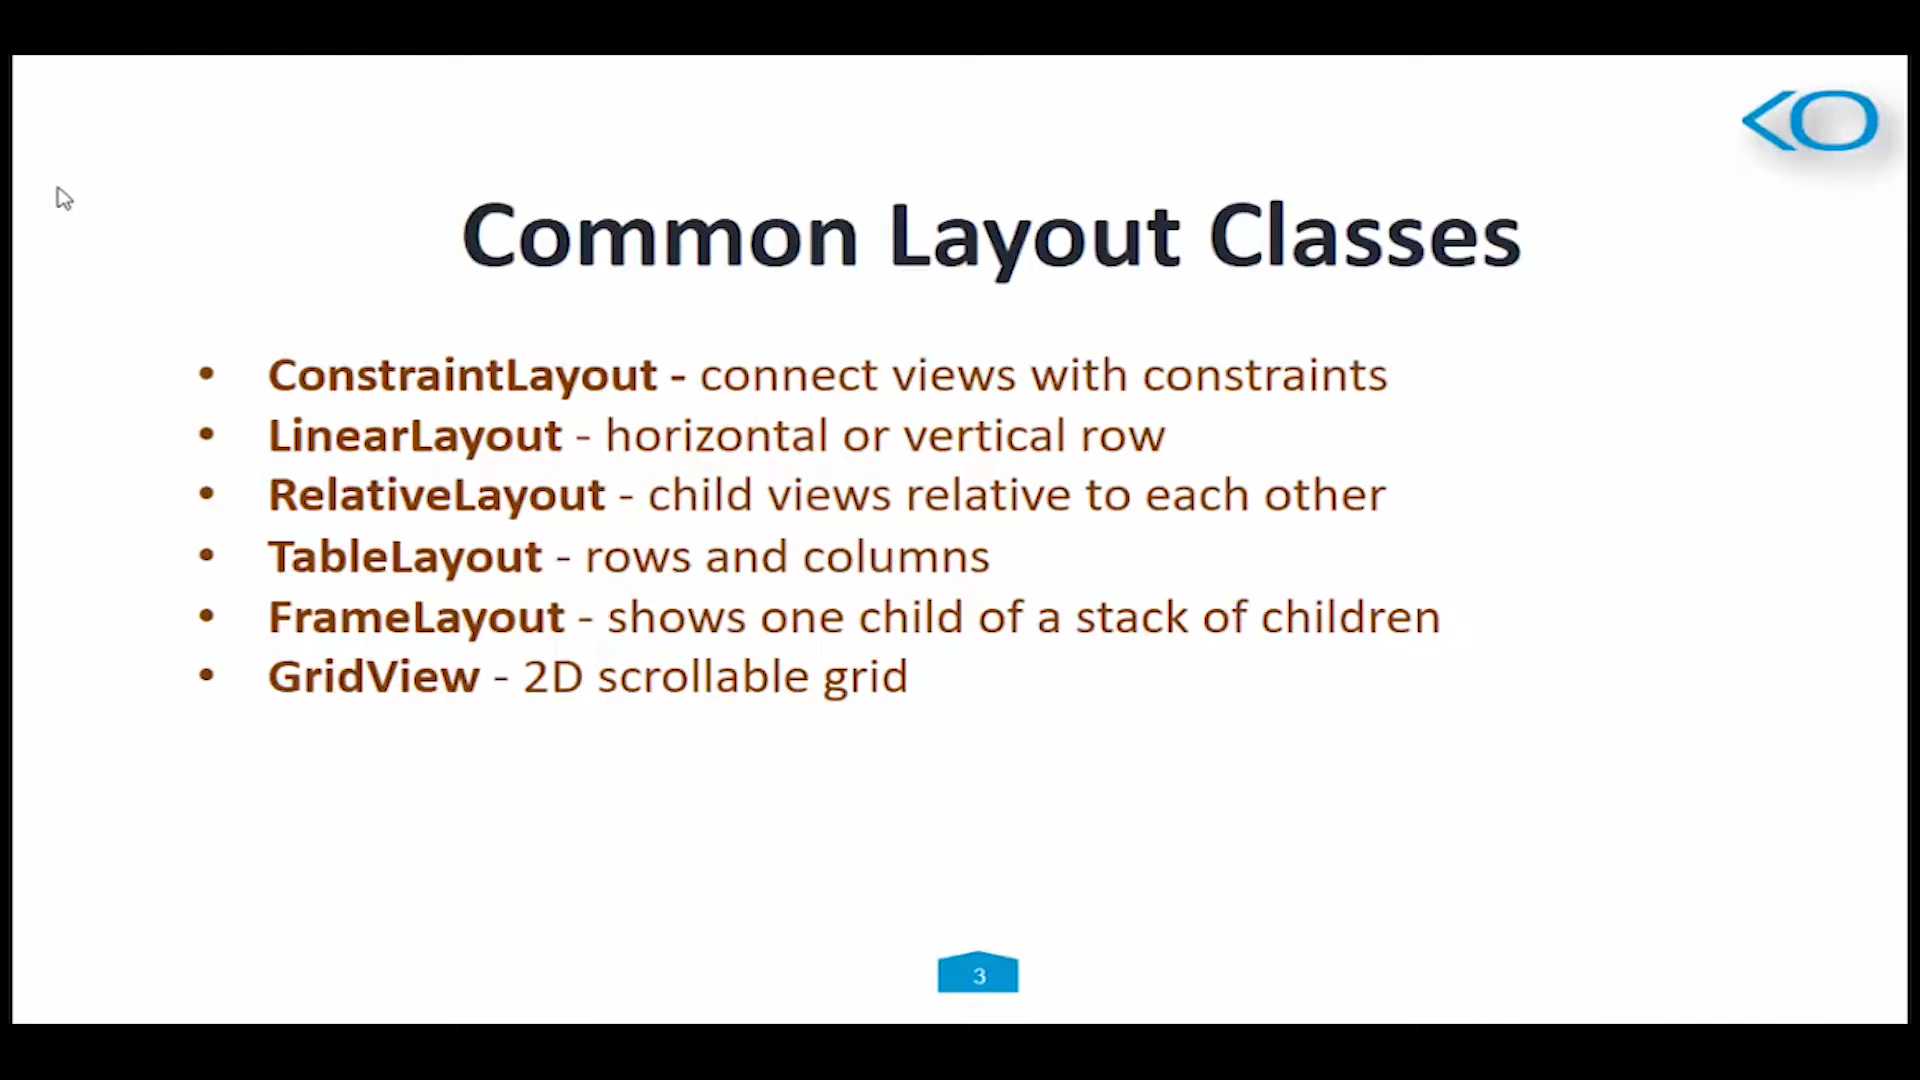 Common Layout Classes
• ConstraintLayout - connect views with constraints
• LinearLayout - horizontal or vertical row
• RelativeLayout - child views relative to each other
• TableLayout - rows and columns
• FrameLayout - shows one child of a stack of children
• GridView - 2D scrollable grid
3